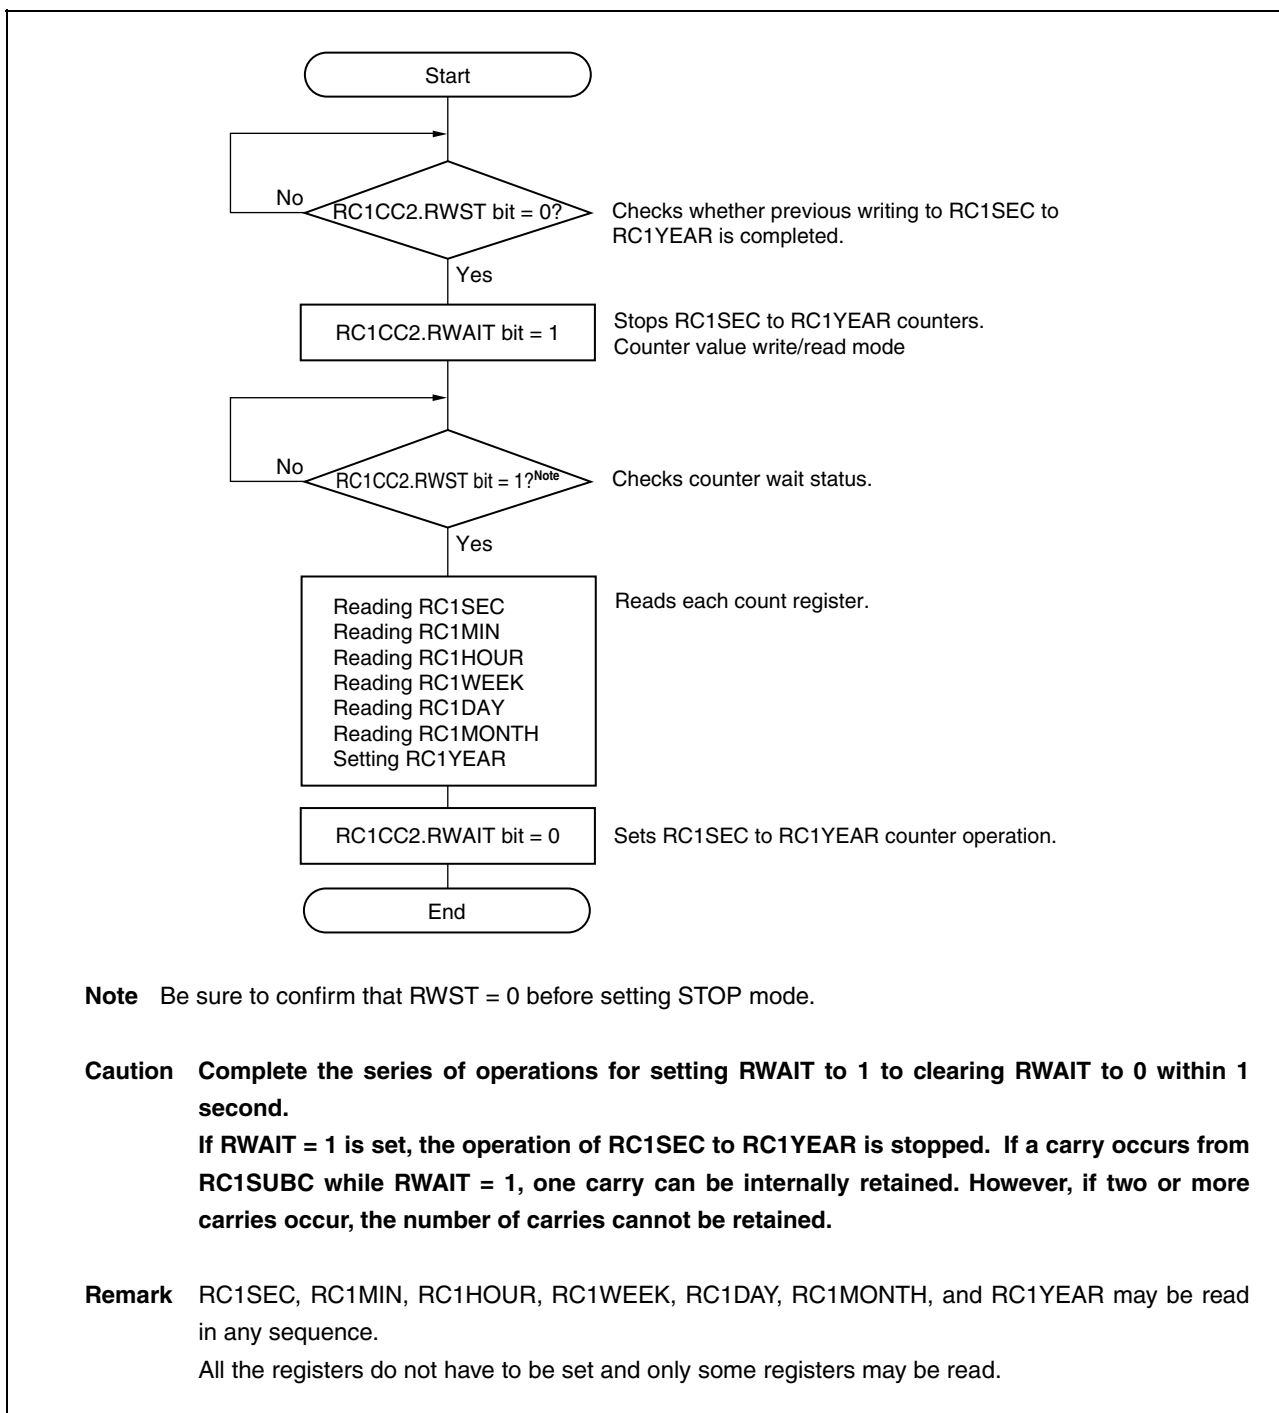 Start
No
RC1CC2.RWST bit = 0?
Checks whether previous writing to RC1SEC to
RC1YEAR is completed.
Yes
RC1CC2.RWAIT bit = 1
Stops RC1SEC to RC1YEAR counters.
Counter value write/read mode
No
RC1CC2.RWST bit = 1?Note
Checks counter wait status.
Yes
Reading RC1SEC
Reading RC1MIN
Reading RC1HOUR
Reading RC1WEEK
Reading RC1DAY
Reading RC1MONTH
Setting RC1YEAR
Reads each count register.
RC1CC2.RWAIT bit = 0
Sets RC1SEC to RC1YEAR counter operation.
End
Note Be sure to confirm that RWST = 0 before setting STOP mode.
Caution Complete the series of operations for setting RWAIT to 1 to clearing RWAIT to 0 within 1
second.
If RWAIT = 1 is set, the operation of RC1SEC to RC1YEAR is stopped. If a carry occurs from
RC1SUBC while RWAIT = 1, one carry can be internally retained. However, if two or more
carries occur, the number of carries cannot be retained.
Remark RC1SEC, RC1MIN, RC1HOUR, RC1WEEK, RC1DAY, RC1MONTH, and RC1YEAR may be read
in any sequence.
All the registers do not have to be set and only some registers may be read.